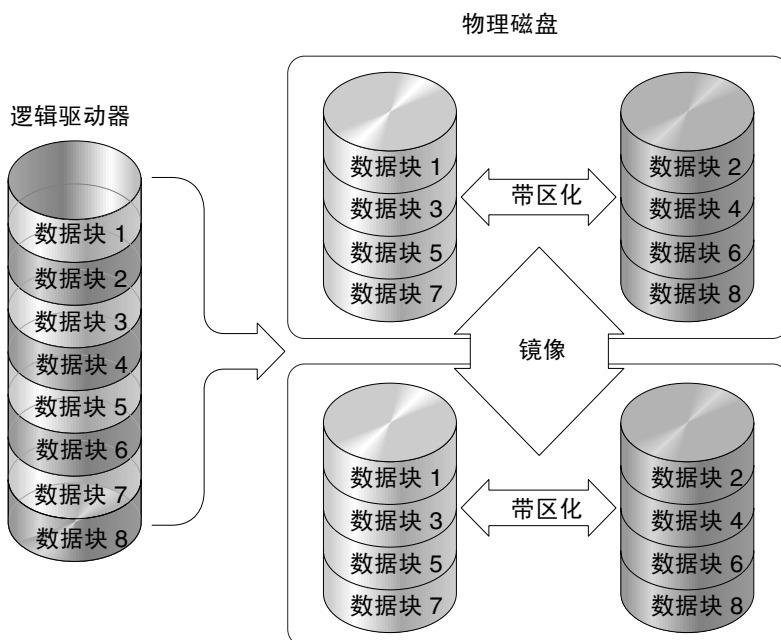 物理磁盘
逻辑驱动器
数据块 1
数据块 2
数据块 3
数据块 4
数据块 5
数据块 6
数据块 7
数据块 8
数据块 1
数据块 3
数据块 5
数据块 7
带区化
数据块 2
数据块 4
数据块 6
数据块 8
镜像
数据块 1
数据块 3
数据块 5
数据块 7
带区化
数据块 2
数据块 4
数据块 6
数据块 8